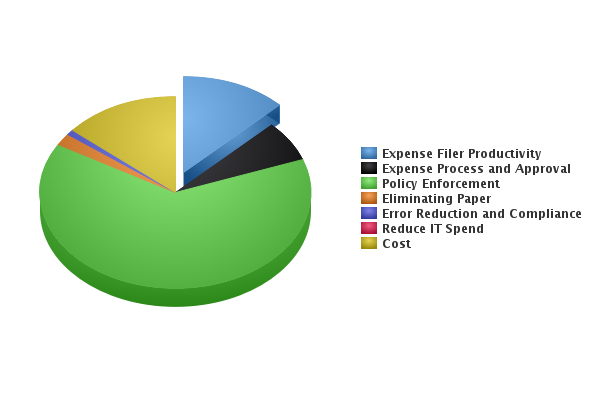 Expense Filer Productivity
Expense Process and Approval
Policy Enforcement
Eliminating Paper
Error Reduction and Compliance
Reduce IT Spend
Cost